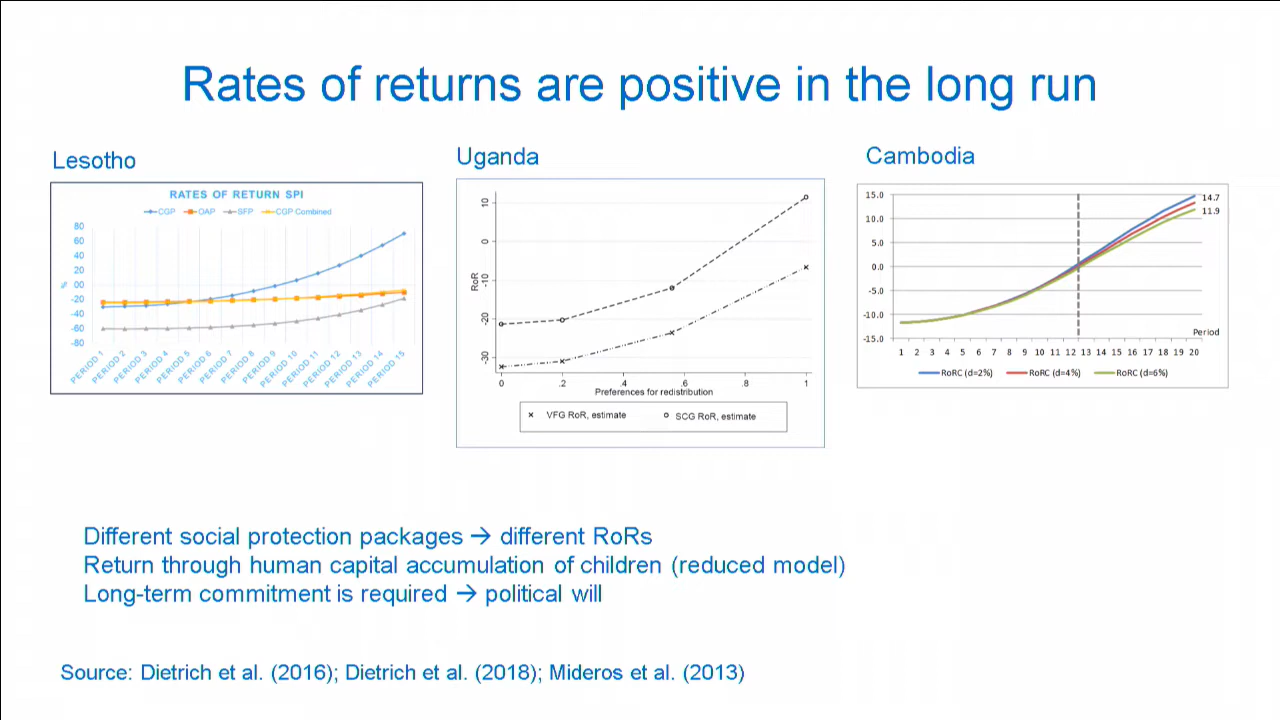 Rates of returns are positive in the long run
Lesotho
RATES OF RETURN SPI
CGP OAP SFP CGP Combined
80
60
40
20
00
-20
-40
-60
-80
%
PERIOD 1 PERIOD 2 PERIOD 3 PERIOD 4 PERIOD 5 PERIOD 6 PERIOD 7 PERIOD 8 PERIOD 9 PERIOD 10 PERIOD 11 PERIOD 12 PERIOD 13 PERIOD 14 PERIOD 15
Uganda
10
0
-10
-20
-30
RoR
0 .2 .4 .6 .8 1
Preferences for redistribution
VFG RoR, estimate SCG RoR, estimate
Cambodia
15.0
10.0
5.0
0.0
-5.0
-10.0
-15.0
14.7
11.9
Period
1 2 3 4 5 6 7 8 9 10 11 12 13 14 15 16 17 18 19 20
RoRC (d=2%) RoRC (d=4%) RoRC (d=6%)
Different social protection packages → different RoRs
Return through human capital accumulation of children (reduced model)
Long-term commitment is required → political will
Source: Dietrich et al. (2016); Dietrich et al. (2018); Mideros et al. (2013)